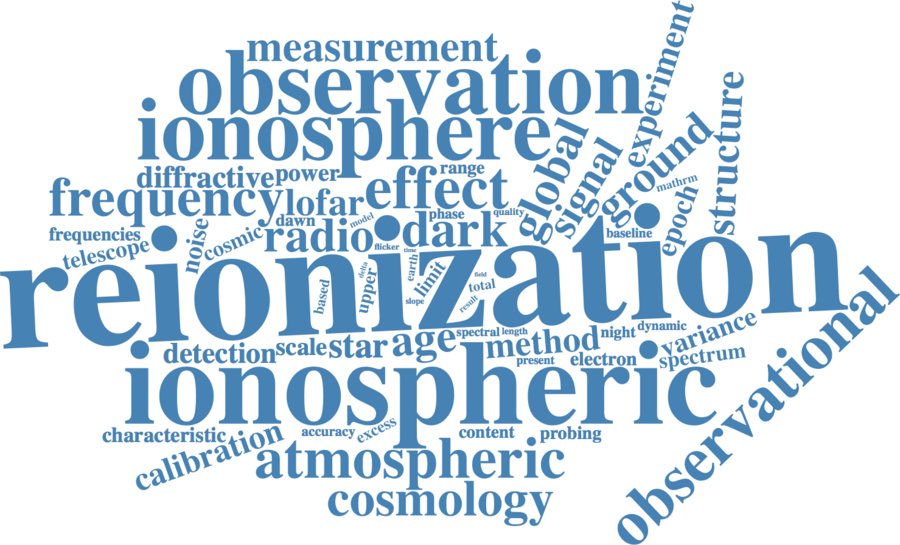 measurement
observation
experiment
ionosphere
structure
global
signal
ground
diffractive
power
range
mathrm
frequency
lofar
effect
epoch
dawn
model
phase
quality
frequencies
noise
cosmic
radio
dark
baseline
telescope
flicker
time
reionization
earth
delta
upper
limit
field
total
based
slope
result
observational
detection
scale
star
age
spectral
length
method
night
dynamic
variance
present
electron
spectrum
ionospheric
characteristic
calibration
accuracy
excess
content
probing
atmospheric
cosmology